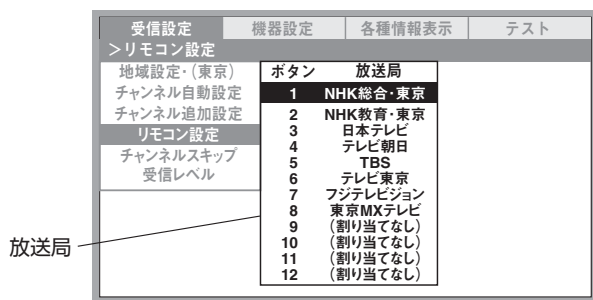 受信設定 機器設定 各種情報表示 テスト
＞リモコン設定
地域設定・（東京）
チャンネル自動設定
チャンネル追加設定
リモコン設定
チャンネルスキップ
受信レベル
ボタン 放送局
1 NHK総合・東京
2 NHK教育・東京
3 日本テレビ
4 テレビ朝日
5 TBS
6 テレビ東京
7 フジテレビジョン
8 東京MXテレビ
9 （割り当てなし）
10 （割り当てなし）
11 （割り当てなし）
12 （割り当てなし）
放送局